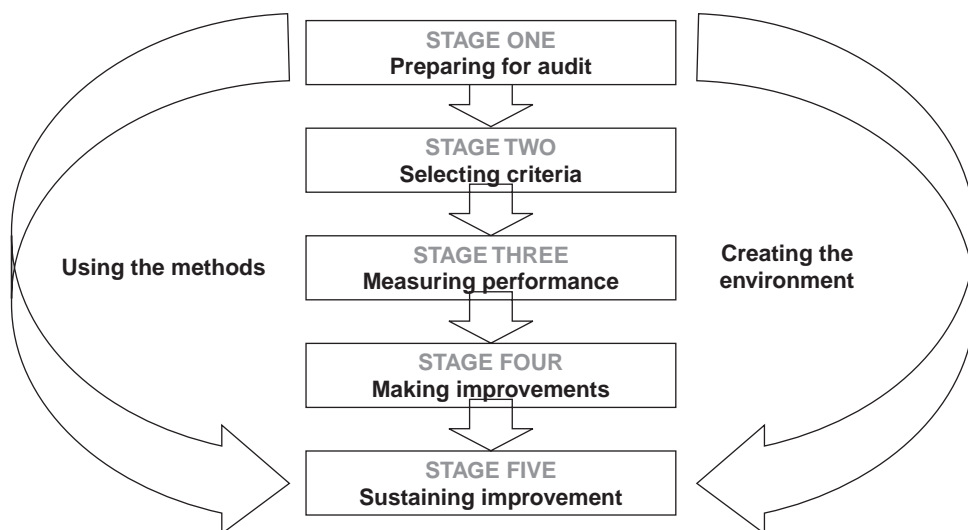 STAGE ONE
Preparing for audit
STAGE TWO
Selecting criteria
Using the methods
STAGE THREE
Measuring performance
Creating the
environment
STAGE FOUR
Making improvements
STAGE FIVE
Sustaining improvement